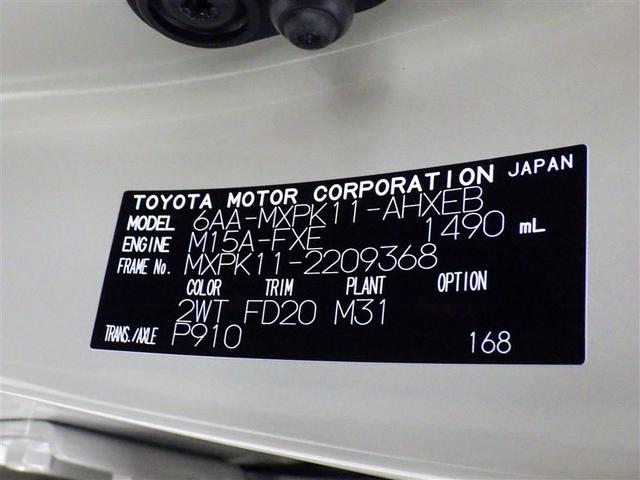 TOYOTA MOTOR CORPORATION JAPAN
MODEL 6AA-MXPK11-AHXEB
ENGINE M15A-FXE 1490 mL
FRAME No. MXPK11-2209368
COLOR TRIM PLANT OPTION
2WT FD20 M31
TRANS./AXLE P910 168